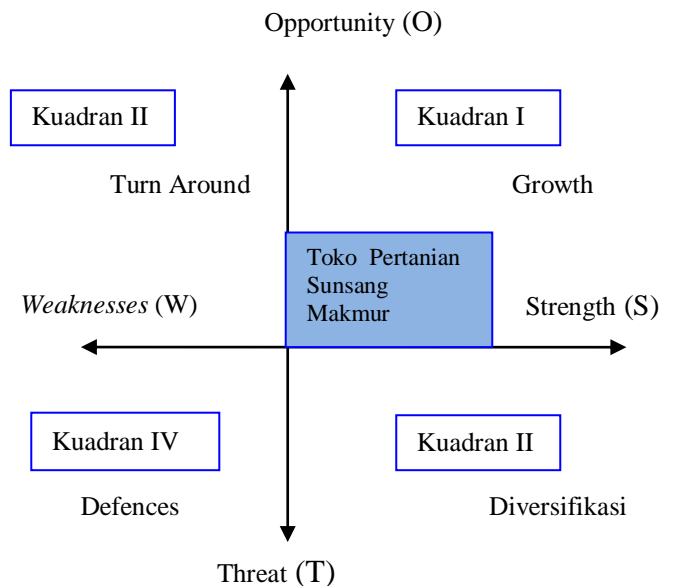 Opportunity (O)
Kuadran II
Kuadran I
Turn Around
Growth
Toko Pertanian
Sunsang
Makmur
Weaknesses (W)
Strength (S)
Kuadran IV
Kuadran II
Defences
Diversifikasi
Threat (T)